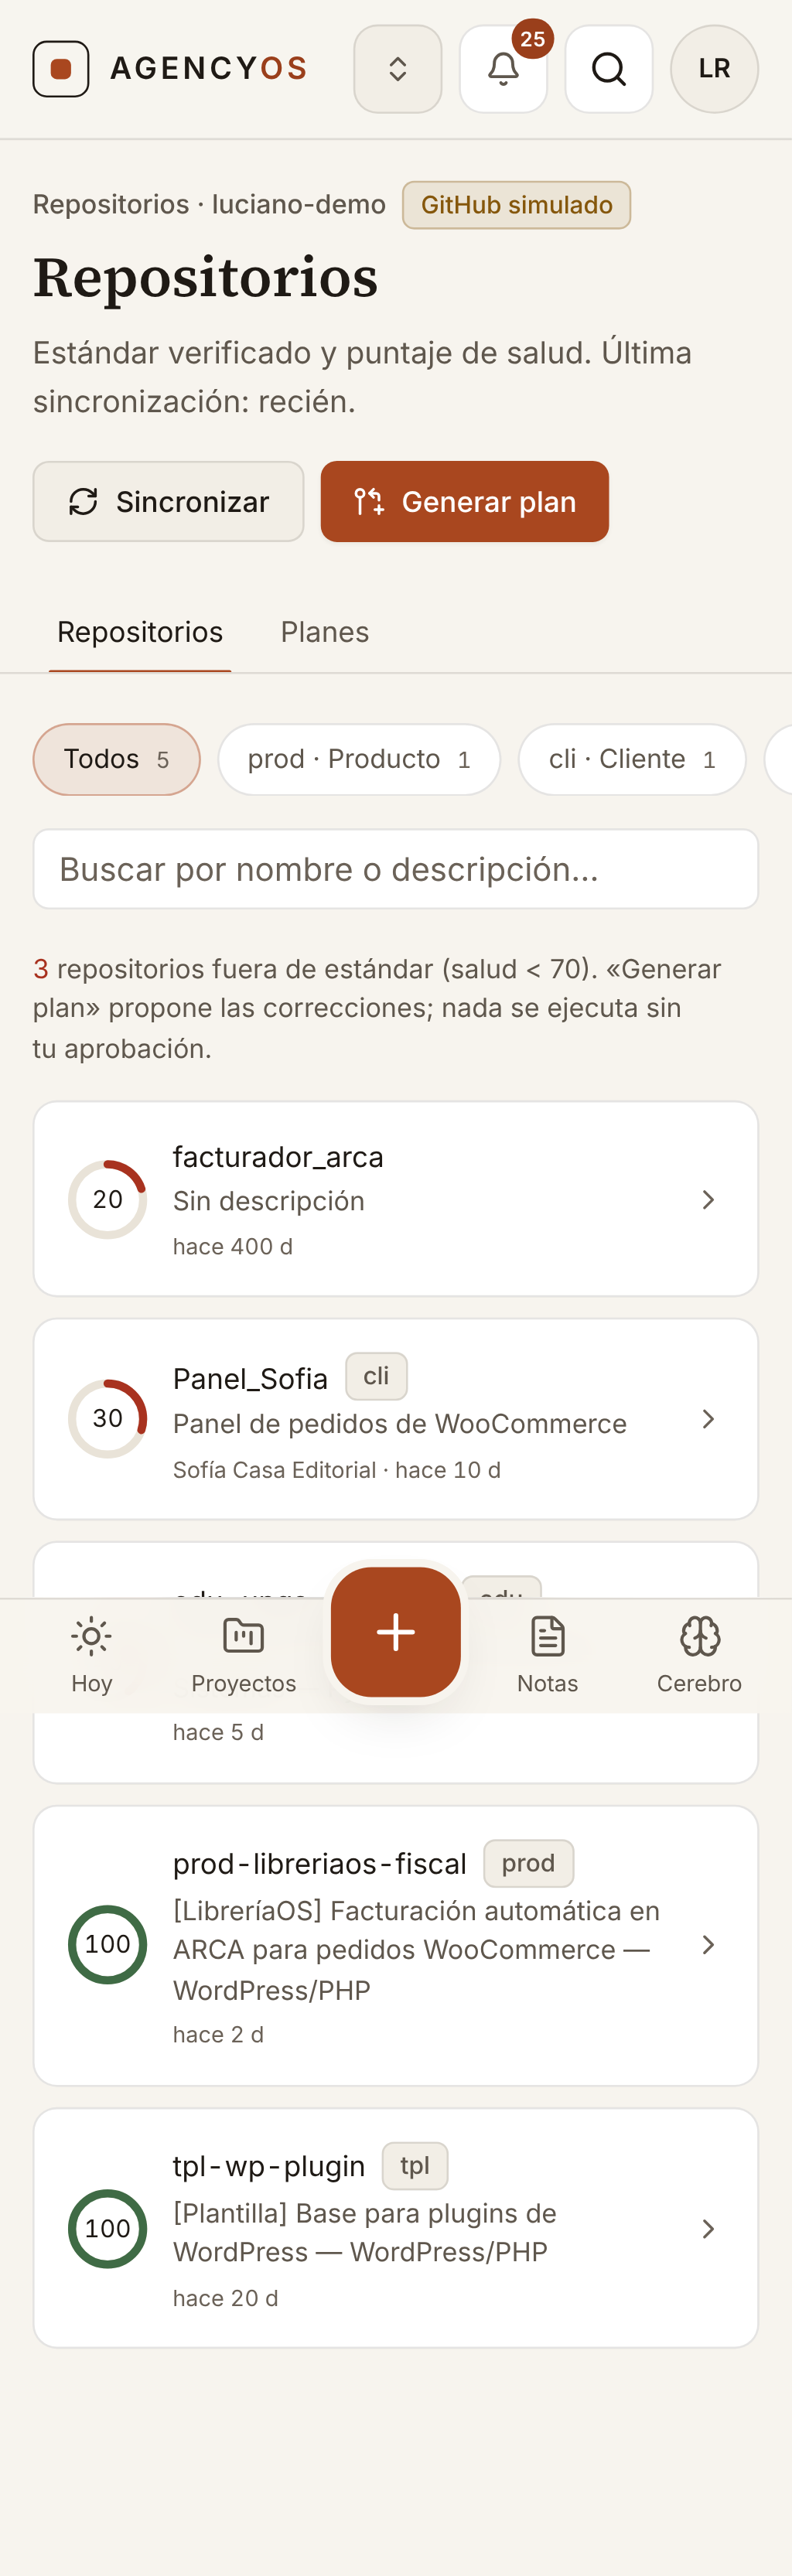 AGENCYOS
25
LR
Repositorios · luciano-demo
GitHub simulado
Repositorios
Estándar verificado y puntaje de salud. Última
sincronización: recién.
Sincronizar
Generar plan
Repositorios
Planes
Todos 5
prod · Producto 1
cli · Cliente 1
Buscar por nombre o descripción...
3 repositorios fuera de estándar (salud < 70). «Generar
plan» propone las correcciones; nada se ejecuta sin
tu aprobación.
20
facturador_arca
Sin descripción
hace 400 d
30
Panel_Sofia
cli
Panel de pedidos de WooCommerce
Sofía Casa Editorial · hace 10 d
Hoy
Proyectos
Notas
Cerebro
hace 5 d
100
prod-libreriaos-fiscal
prod
[LibreríaOS] Facturación automática en
ARCA para pedidos WooCommerce —
WordPress/PHP
hace 2 d
100
tpl-wp-plugin
tpl
[Plantilla] Base para plugins de
WordPress — WordPress/PHP
hace 20 d